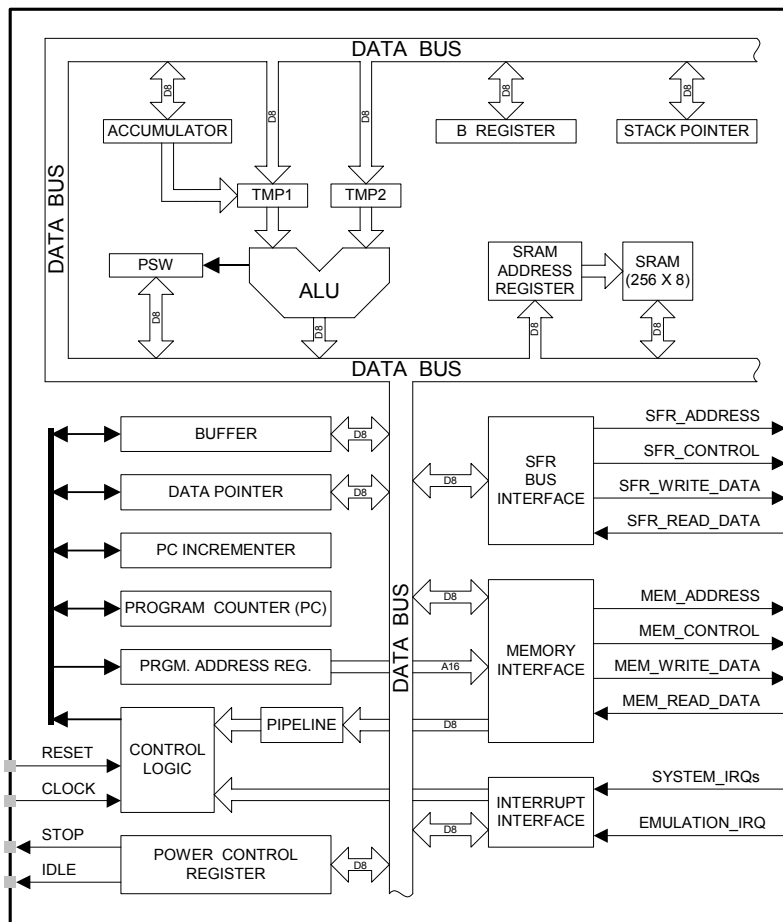 DATA BUS
D8
D8
D8
D8
D8
ACCUMULATOR
B REGISTER
STACK POINTER
DATA BUS
TMP1
TMP2
PSW
ALU
SRAM
ADDRESS
REGISTER
SRAM
(256 X 8)
D8
D8
D8
D8
DATA BUS
BUFFER
D8
DATA POINTER
D8
PC INCREMENTER
PROGRAM COUNTER (PC)
PRGM. ADDRESS REG.
A16
DATA BUS
D8
SFR
BUS
INTERFACE
SFR_ADDRESS
SFR_CONTROL
SFR_WRITE_DATA
SFR_READ_DATA
D8
MEMORY
INTERFACE
MEM_ADDRESS
MEM_CONTROL
MEM_WRITE_DATA
MEM_READ_DATA
D8
PIPELINE
CONTROL
LOGIC
RESET
CLOCK
INTERRUPT
INTERFACE
SYSTEM_IRQs
EMULATION_IRQ
D8
STOP
IDLE
POWER CONTROL
REGISTER
D8